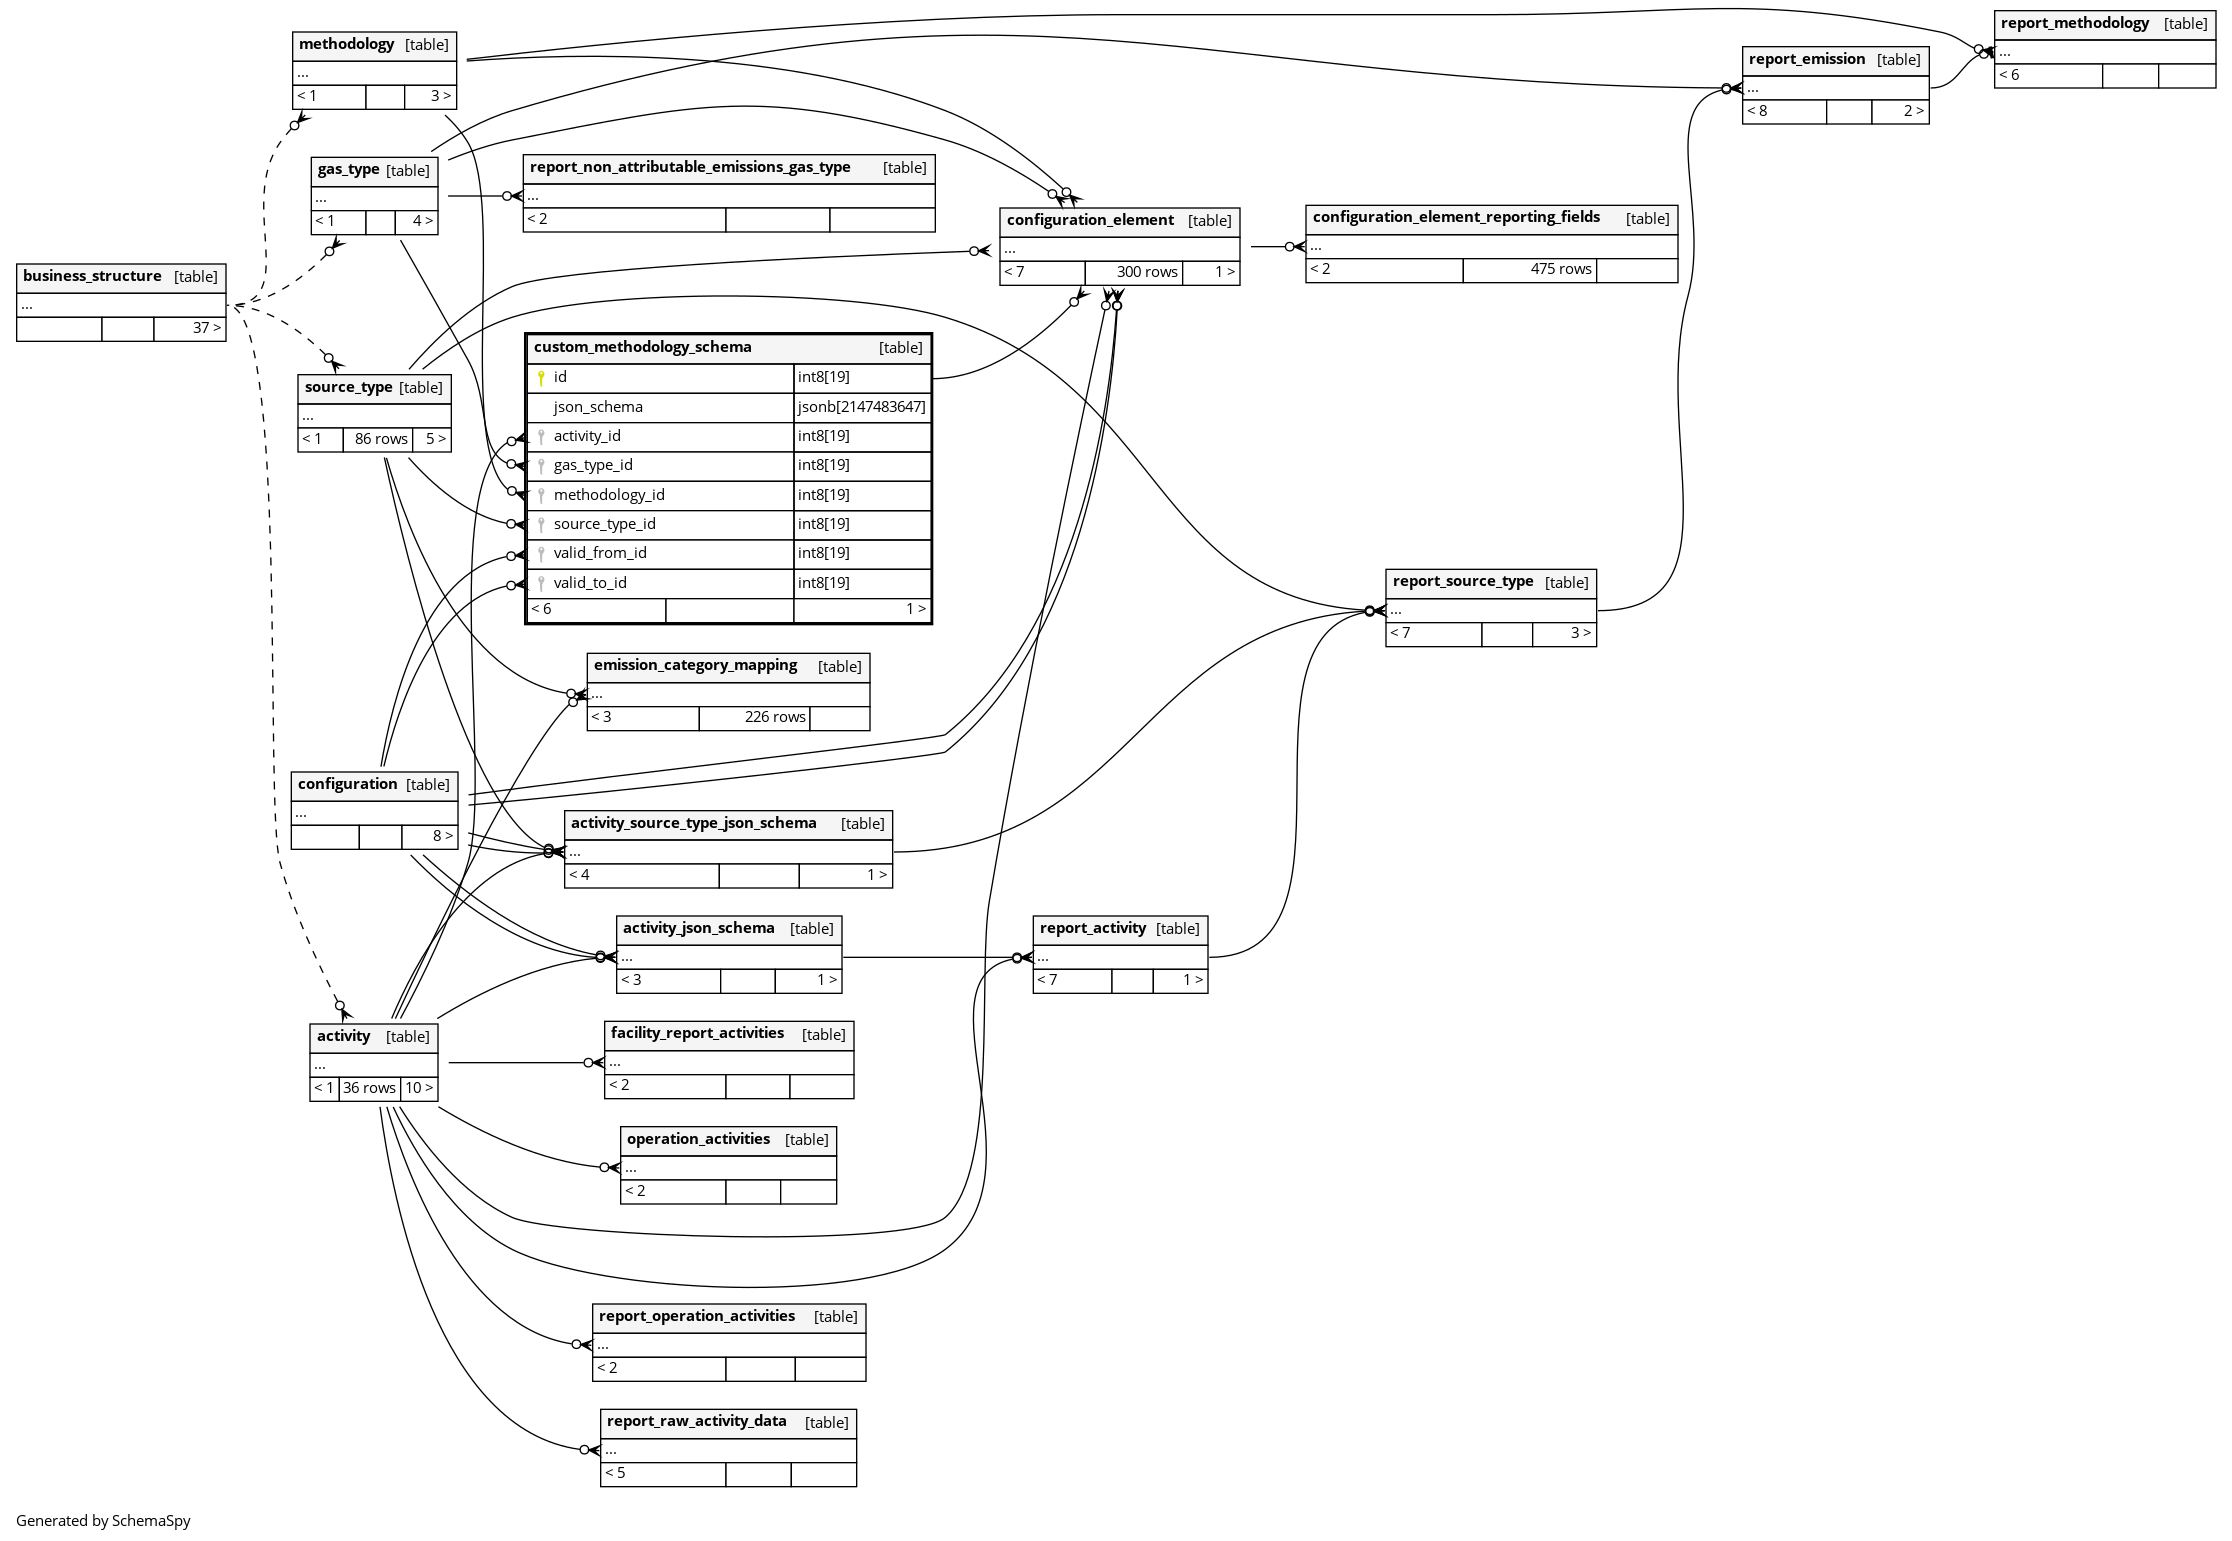 methodology [table]
...
< 1 3 >
gas_type [table]
...
< 1 4 >
business_structure [table]
...
37 >
source_type [table]
...
< 1 86 rows 5 >
configuration [table]
...
8 >
activity [table]
...
< 1 36 rows 10 >
report_non_attributable_emissions_gas_type [table]
...
< 2
custom_methodology_schema [table]
id int8[19]
json_schema jsonb[2147483647]
activity_id int8[19]
gas_type_id int8[19]
methodology_id int8[19]
source_type_id int8[19]
valid_from_id int8[19]
valid_to_id int8[19]
< 6 1 >
emission_category_mapping [table]
...
< 3 226 rows
activity_source_type_json_schema [table]
...
< 4 1 >
activity_json_schema [table]
...
< 3 1 >
facility_report_activities [table]
...
< 2
operation_activities [table]
...
< 2
report_operation_activities [table]
...
< 2
report_raw_activity_data [table]
...
< 5
configuration_element [table]
...
< 7 300 rows 1 >
report_activity [table]
...
< 7 1 >
configuration_element_reporting_fields [table]
...
< 2 475 rows
report_source_type [table]
...
< 7 3 >
report_emission [table]
...
< 8 2 >
report_methodology [table]
...
< 6
Generated by SchemaSpy